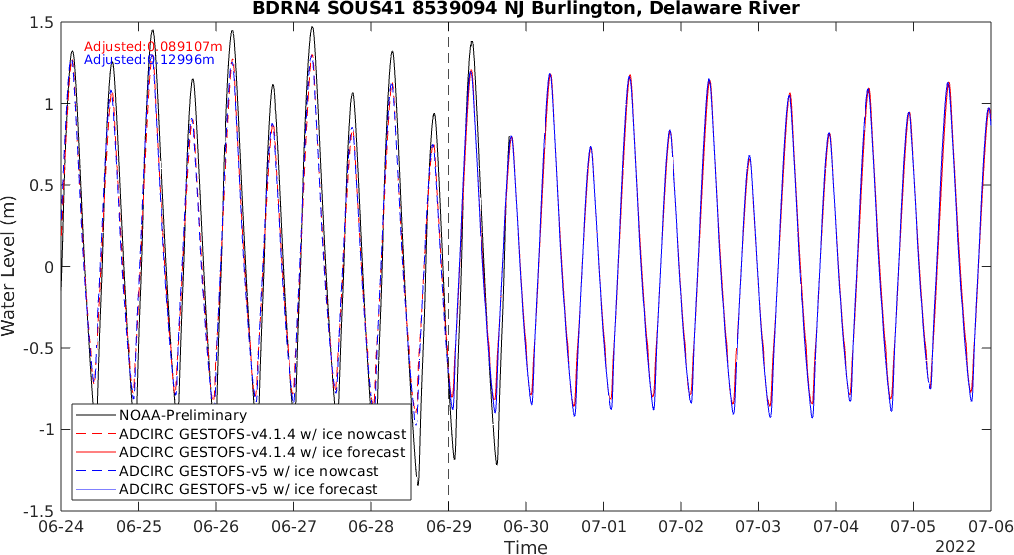 BDRN4 SOUS41 8539094 NJ Burlington, Delaware River
Adjusted:0.089107m
Adjusted:0.12996m
1.5
1
0.5
0
-0.5
-1
-1.5
Water Level (m)
NOAA-Preliminary
ADCIRC GESTOFS-v4.1.4 w/ ice nowcast
ADCIRC GESTOFS-v4.1.4 w/ ice forecast
ADCIRC GESTOFS-v5 w/ ice nowcast
ADCIRC GESTOFS-v5 w/ ice forecast
06-24 06-25 06-26 06-27 06-28 06-29 06-30 07-01 07-02 07-03 07-04 07-05 07-06
Time
2022